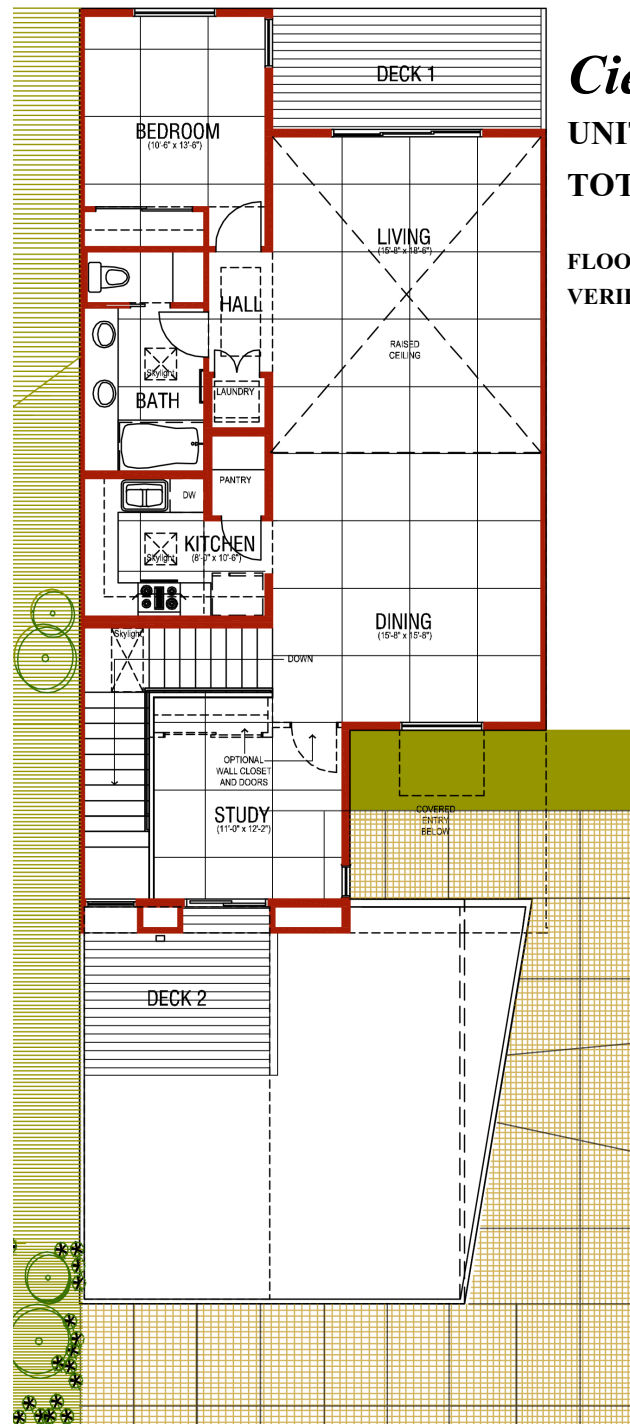 DECK 1
Cie
UNI
TOT
FLOO
VERI
BEDROOM
(10'-6" x 13'-6")
LIVING
(15'-8" x 18'-6")
HALL
RAISED
CEILING
Skylight
BATH
LAUNDRY
PANTRY
DW
KITCHEN
(8'-0" x 10'-6")
Skylight
DINING
(15'-8" x 15'-8")
Skylight
DOWN
OPTIONAL
WALL CLOSET
AND DOORS
STUDY
(11'-0" x 12'-2")
COVERED
ENTRY
BELOW
DECK 2